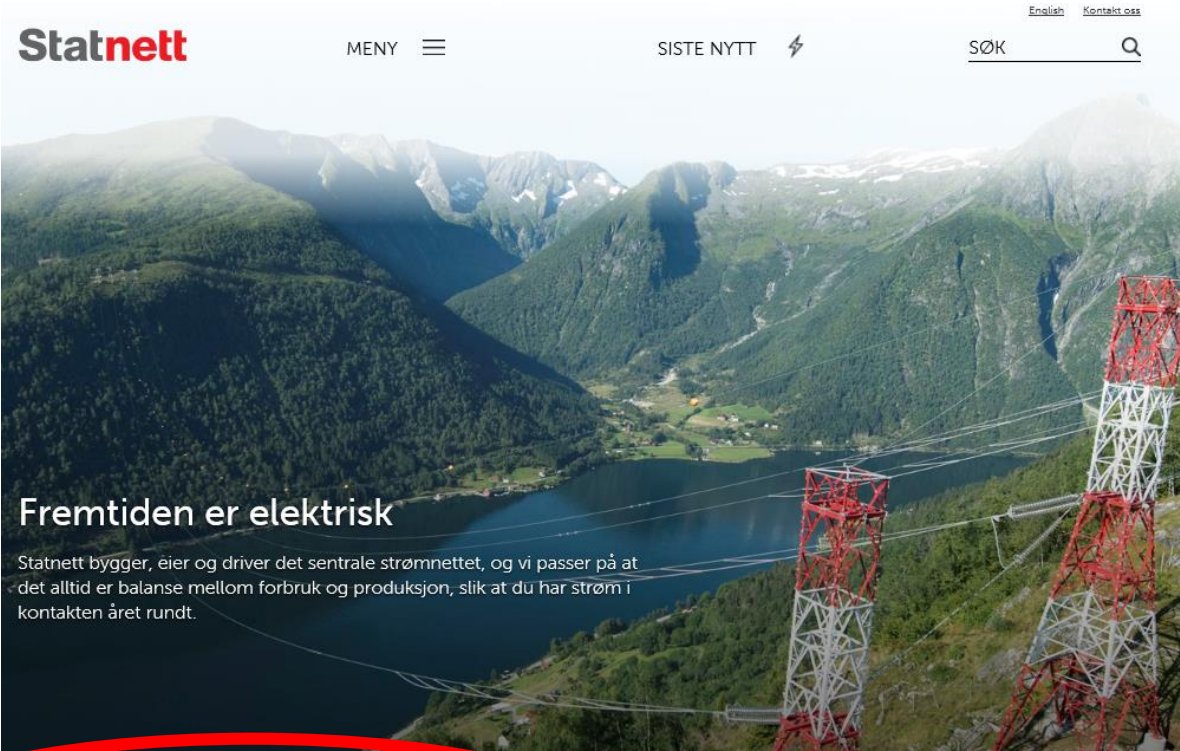 English Kontakt oss
Statnett MENY SISTE NYTT SØK
Fremtiden er elektrisk
Statnett bygger, eier og driver det sentrale strømnettet, og vi passer på at
det alltid er balanse mellom forbruk og produksjon, slik at du har strøm i
kontakten året rundt.